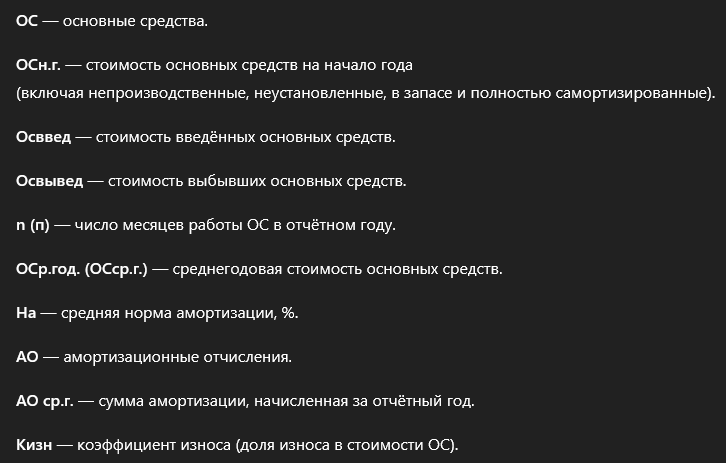 ОС — основные средства.
ОСн.г. — стоимость основных средств на начало года
(включая непроизводственные, неустановленные, в запасе и полностью самортизированные).
Осввед — стоимость введённых основных средств.
Освывед — стоимость выбывших основных средств.
n (п) — число месяцев работы ОС в отчётном году.
ОСр.год. (ОСср.г.) — среднегодовая стоимость основных средств.
На — средняя норма амортизации, %.
АО — амортизационные отчисления.
АО ср.г. — сумма амортизации, начисленная за отчётный год.
Кизн — коэффициент износа (доля износа в стоимости ОС).